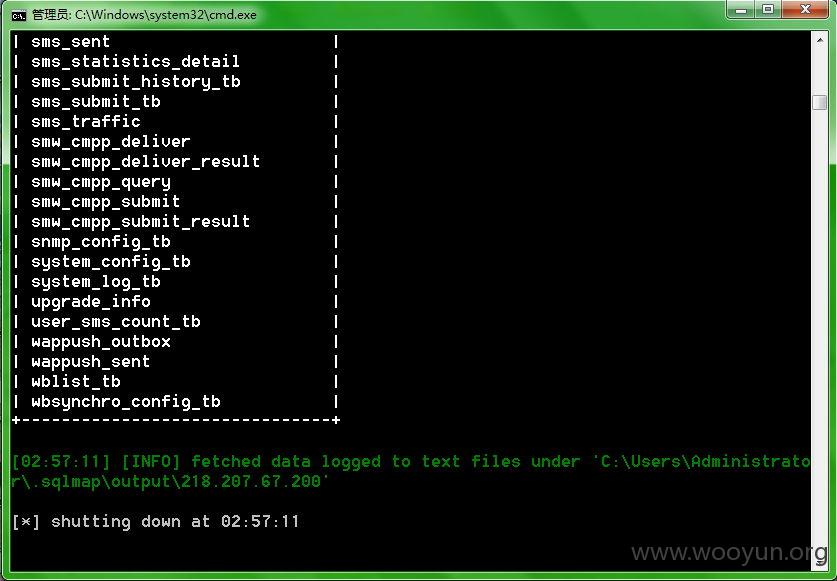 管理员: C:\Windows\system32\cmd.exe
| sms_sent |
| sms_statistics_detail |
| sms_submit_history_tb |
| sms_submit_tb |
| sms_traffic |
| smw_cmpp_deliver |
| smw_cmpp_deliver_result |
| smw_cmpp_query |
| smw_cmpp_submit |
| smw_cmpp_submit_result |
| snmp_config_tb |
| system_config_tb |
| system_log_tb |
| upgrade_info |
| user_sms_count_tb |
| wappush_outbox |
| wappush_sent |
| wblist_tb |
| wbsynchro_config_tb |
+-------------------------------+
[02:57:11] [INFO] fetched data logged to text files under 'C:\Users\Administrato
r\.sqlmap\output\218.207.67.200'
[*] shutting down at 02:57:11
www.wooyun.org